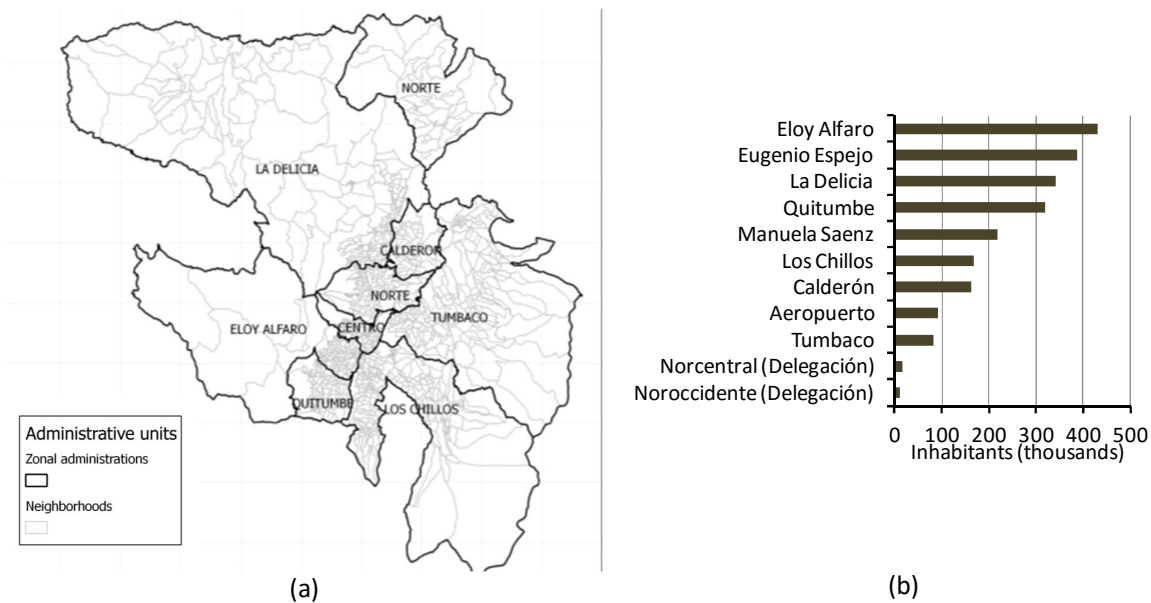 NORTE
LA DELICIA
CALDERON
NORTE
TUMBACO
CENTRO
ELOY ALFARO
QUITUMBE
LOS CHILLOS
Administrative units
Zonal administrations
Neighborhoods
(a)
Eloy Alfaro
Eugenio Espejo
La Delicia
Quitumbe
Manuela Saenz
Los Chillos
Calderón
Aeropuerto
Tumbaco
Norcentral (Delegación)
Noroccidente (Delegación)
0 100 200 300 400 500
Inhabitants (thousands)
(b)